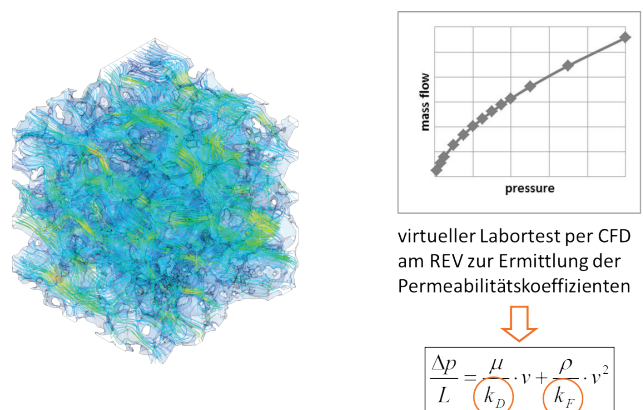 mass flow
pressure
virtueller Labortest per CFD
am REV zur Ermittlung der
Permeabilitätskoeffizienten
Δp/L = μ/k_D · v + ρ/k_F · v²